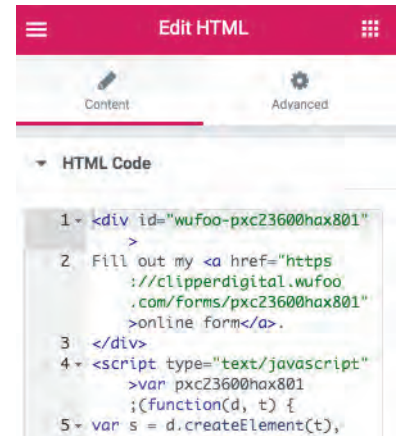 Edit HTML
Content Advanced
HTML Code
1 <div id="wufoo-pxc23600hax801"
>
2 Fill out my <a href="https
://clipperdigital.wufoo
.com/forms/pxc23600hax801"
>online form</a>.
3 </div>
4 <script type="text/javascript"
>var pxc23600hax801
;(function(d, t) {
5 var s = d.createElement(t),